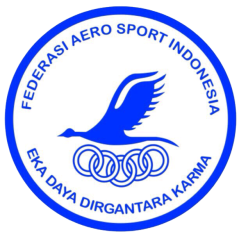 FEDERASI AERO SPORT INDONESIA
EKA DAYA DIRGANTARA KARMA